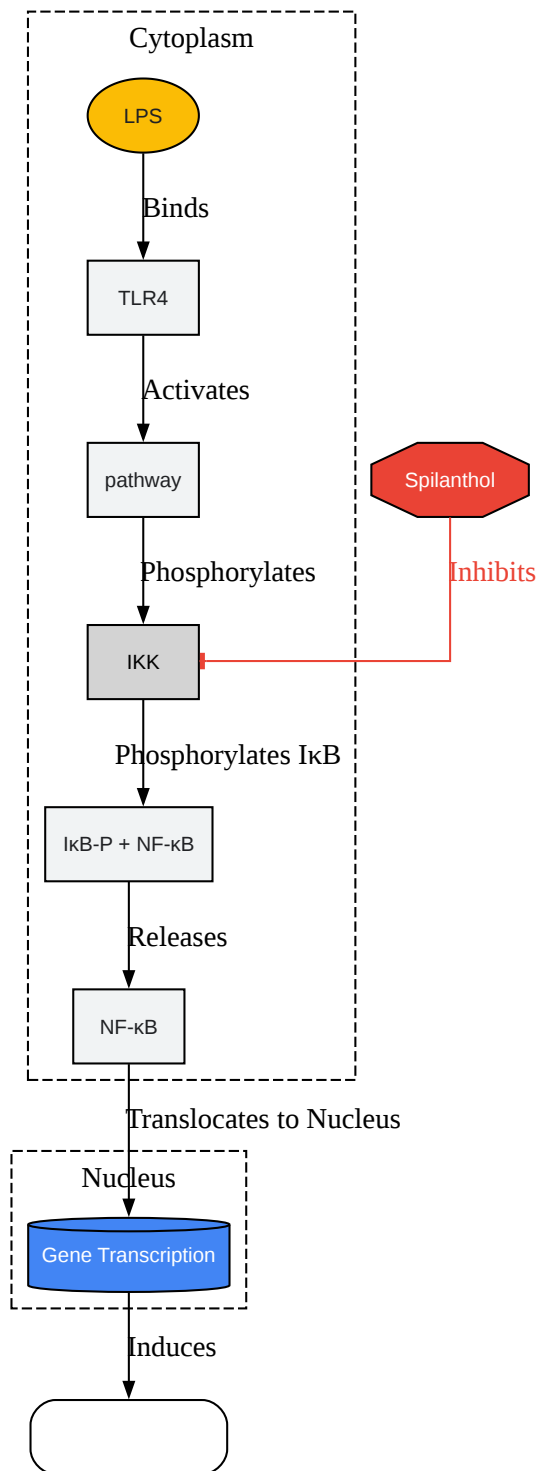 Cytoplasm
LPS
Binds
TLR4
Activates
pathway
Spilanthol
Phosphorylates
Inhibits
IKK
Phosphorylates IκB
IκB-P + NF-κB
Releases
NF-κB
Translocates to Nucleus
Nucleus
Gene Transcription
Induces